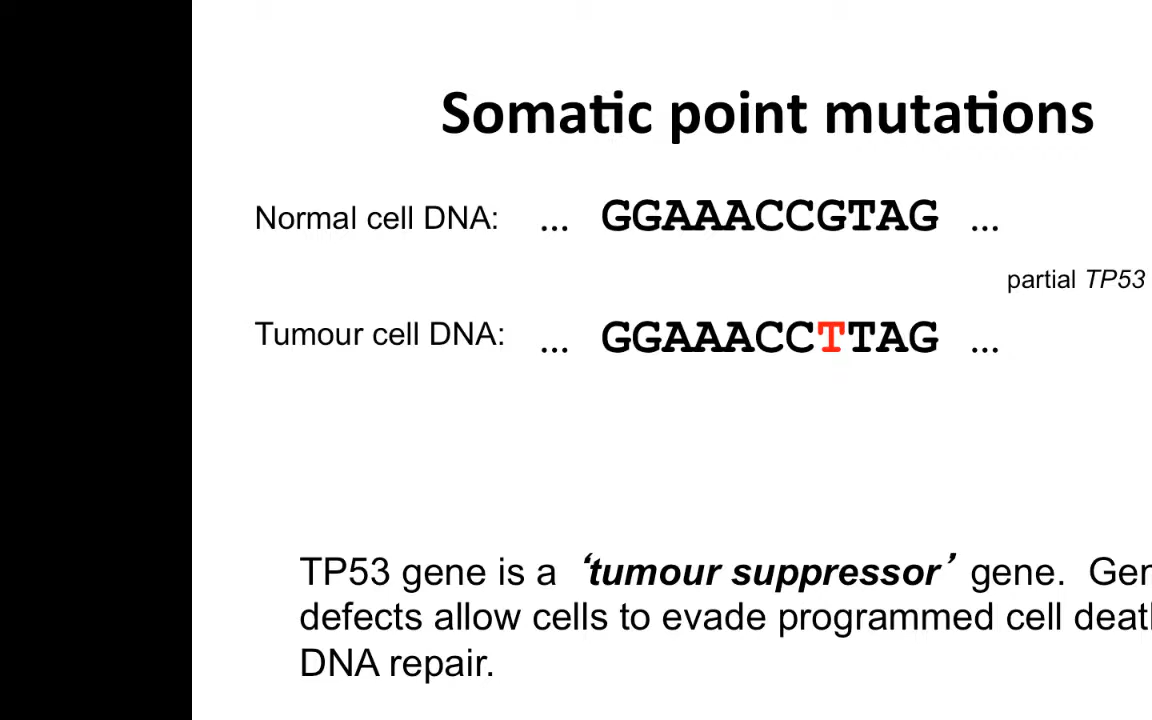 Somatic point mutations
Normal cell DNA: ... GGAAACCGTAG ...
partial TP53
Tumour cell DNA: ... GGAAACCTTAG ...
TP53 gene is a ‘tumour suppressor’ gene.
defects allow cells to evade programmed cell
DNA repair.